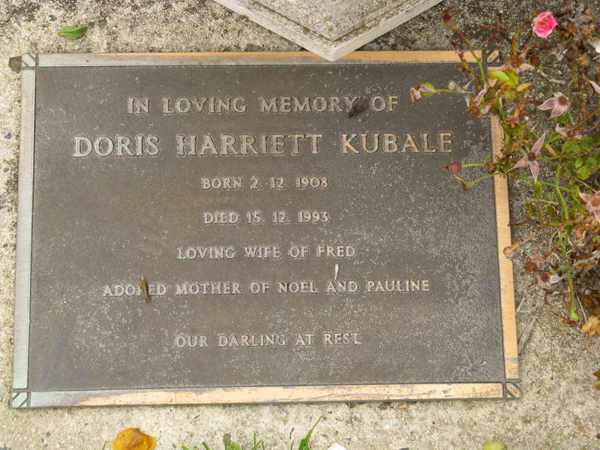 IN LOVING MEMORY OF
DORIS HARRIETT KUBALE
BORN 2. 12. 1908
DIED 15. 12. 1993
LOVING WIFE OF FRED
ADORED MOTHER OF NOEL AND PAULINE
OUR DARLING AT REST